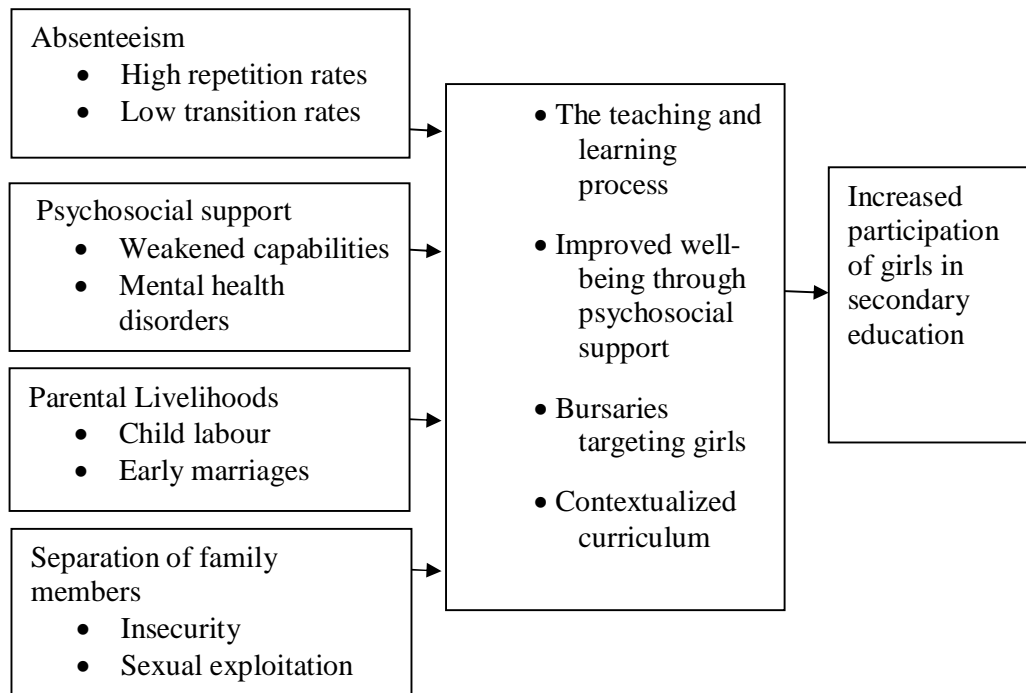 Absenteeism
• High repetition rates
• Low transition rates
Psychosocial support
• Weakened capabilities
• Mental health
disorders
Parental Livelihoods
• Child labour
• Early marriages
Separation of family
members
• Insecurity
• Sexual exploitation
• The teaching and
learning
process
• Improved well-
being through
psychosocial
support
• Bursaries
targeting girls
• Contextualized
curriculum
Increased
participation
of girls in
secondary
education